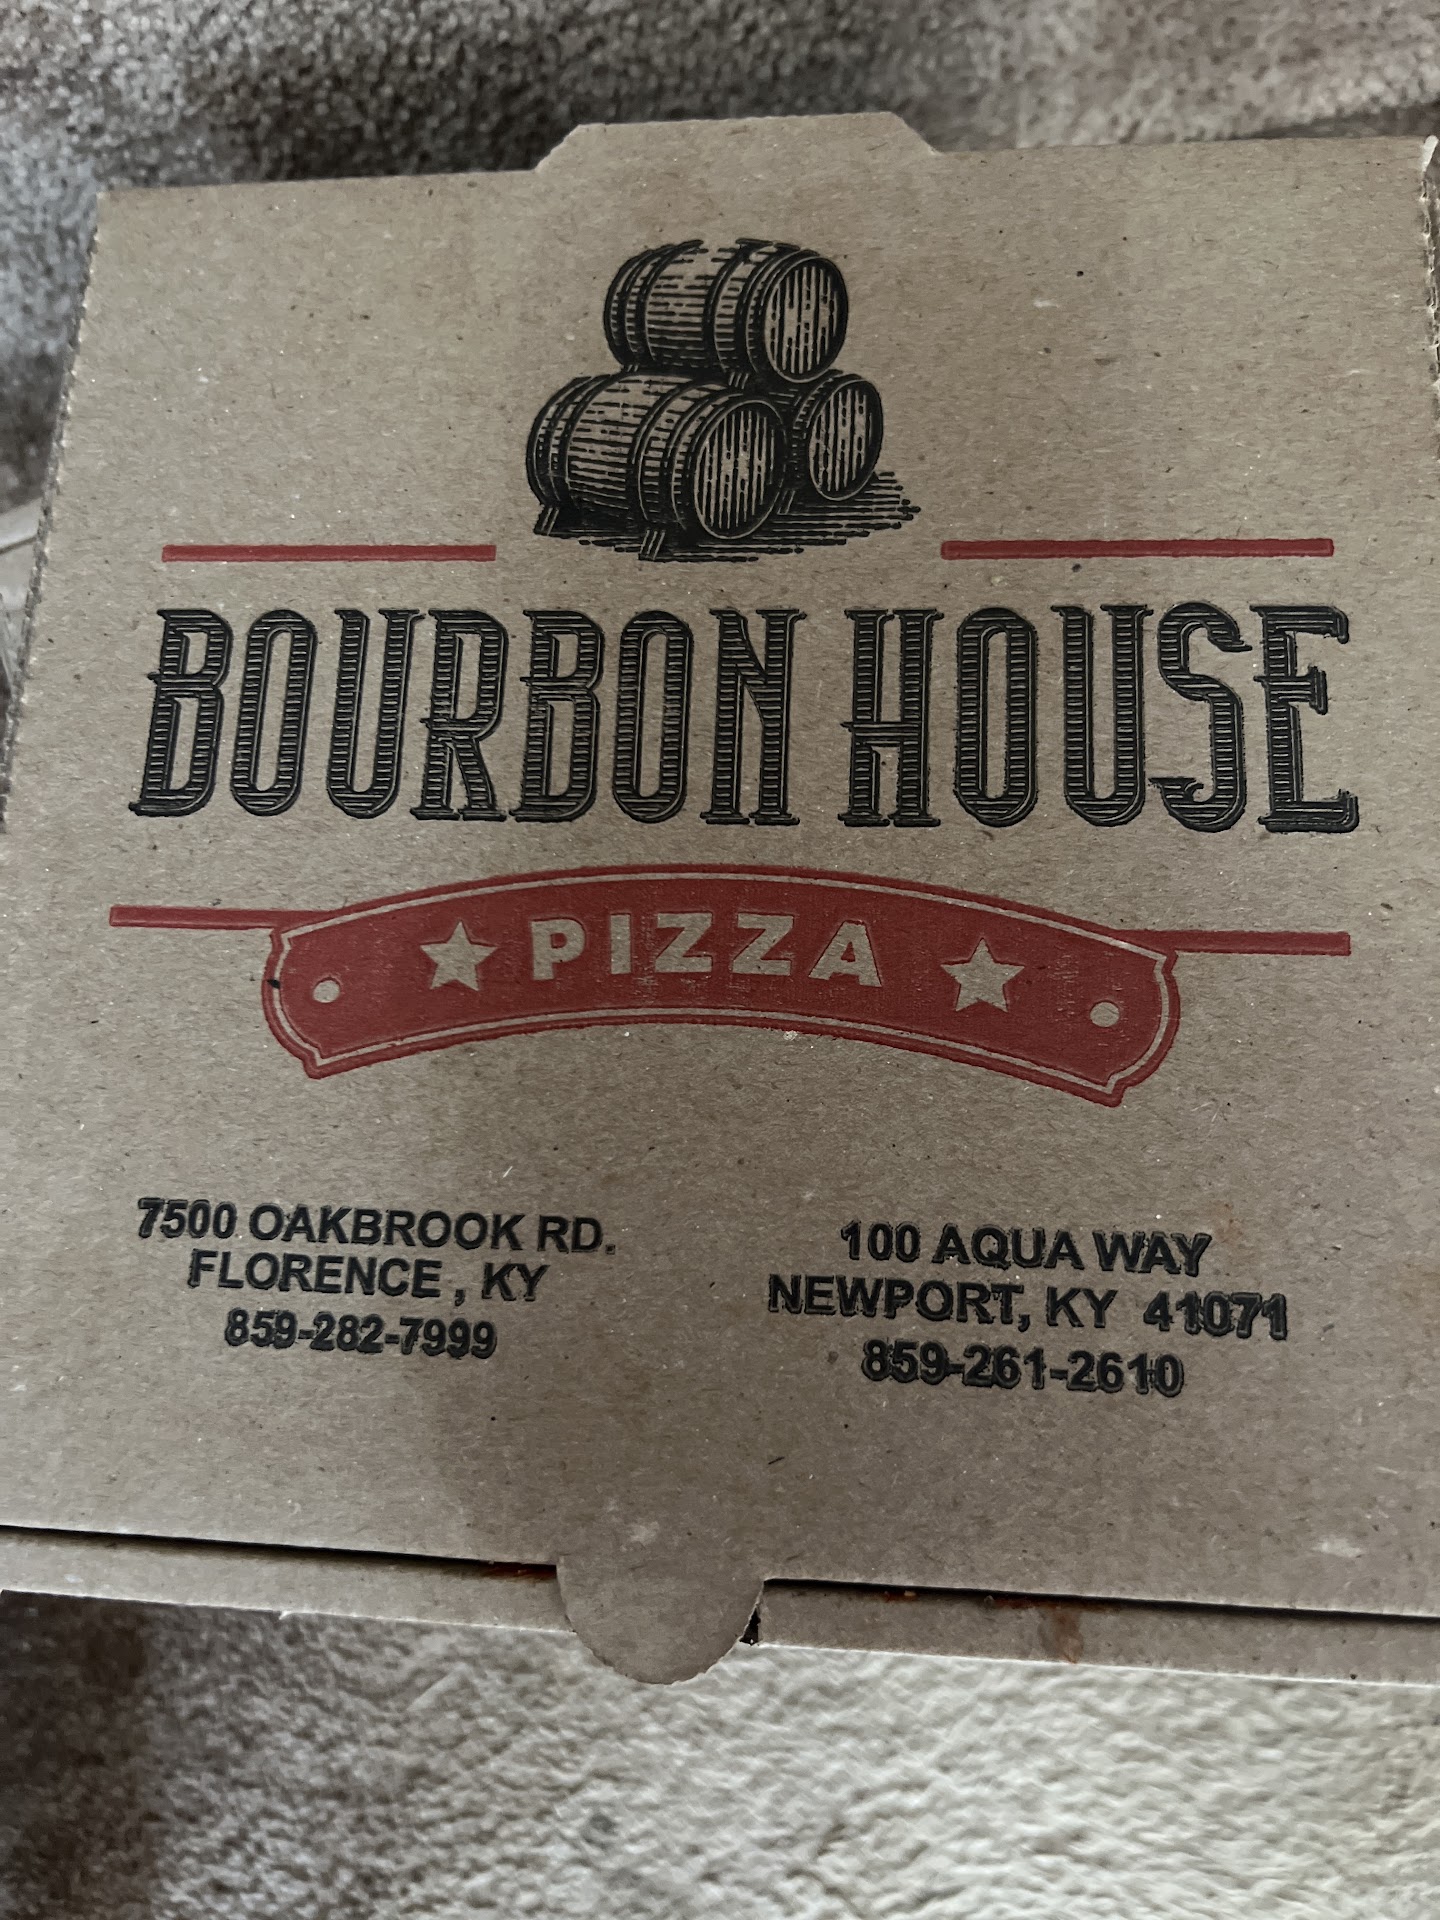 BOURBON HOUSE
PIZZA
7500 OAKBROOK RD.
FLORENCE , KY
859-282-7999
100 AQUA WAY
NEWPORT, KY 41071
859-261-2610